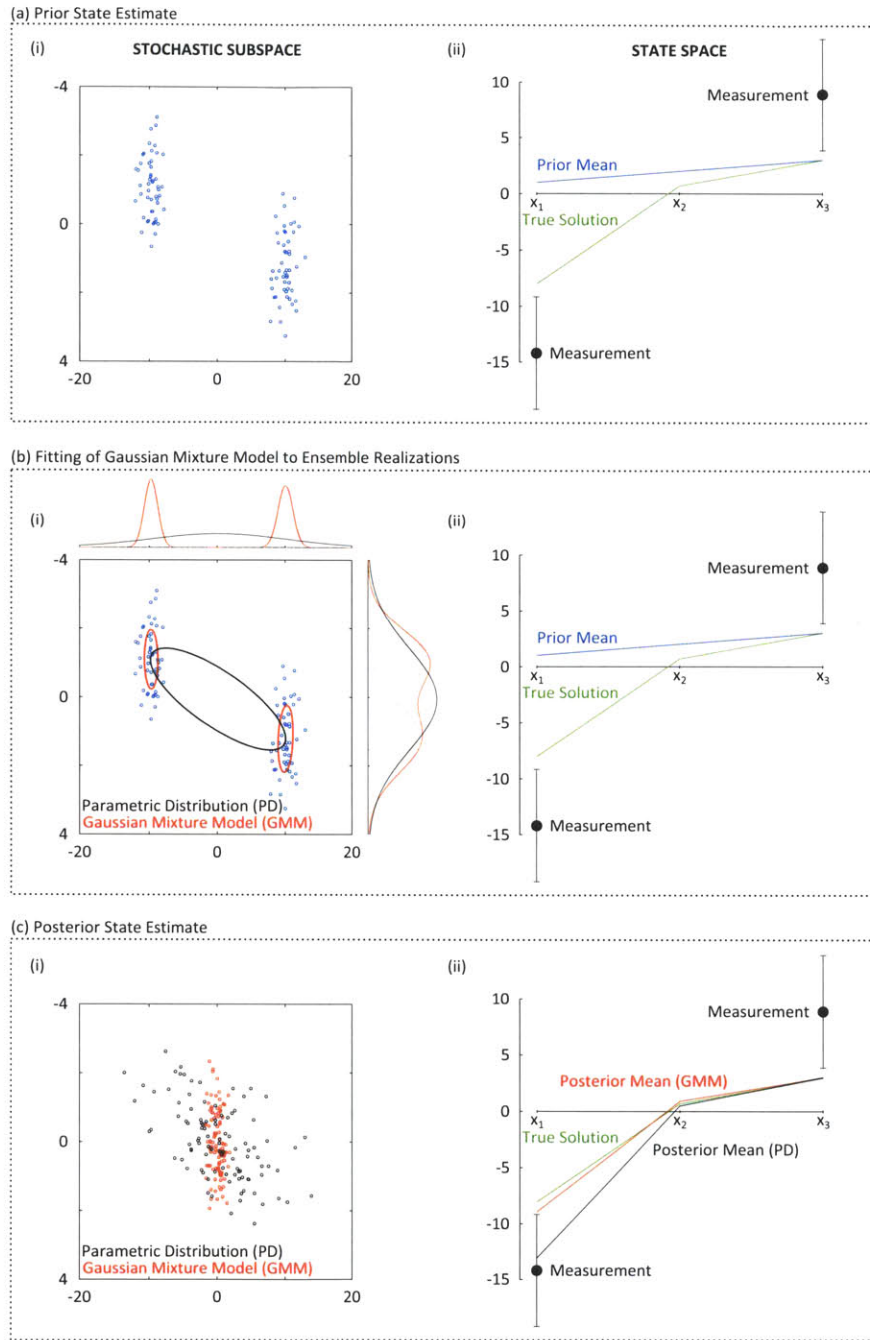 (a) Prior State Estimate
(i)
STOCHASTIC SUBSPACE
-4
0
4
-20
0
20
(ii)
STATE SPACE
10
5
0
-5
-10
-15
Measurement
Prior Mean
x1
x2
x3
True Solution
Measurement
(b) Fitting of Gaussian Mixture Model to Ensemble Realizations
(i)
-4
0
4
Parametric Distribution (PD)
Gaussian Mixture Model (GMM)
-20
0
20
(ii)
10
5
0
-5
-10
-15
Measurement
Prior Mean
x1
x2
x3
True Solution
Measurement
(c) Posterior State Estimate
(i)
-4
0
4
Parametric Distribution (PD)
Gaussian Mixture Model (GMM)
-20
0
20
(ii)
10
5
0
-5
-10
-15
Measurement
Posterior Mean (GMM)
x1
x2
x3
True Solution
Posterior Mean (PD)
Measurement